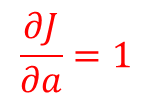 ∂J/∂a = 1